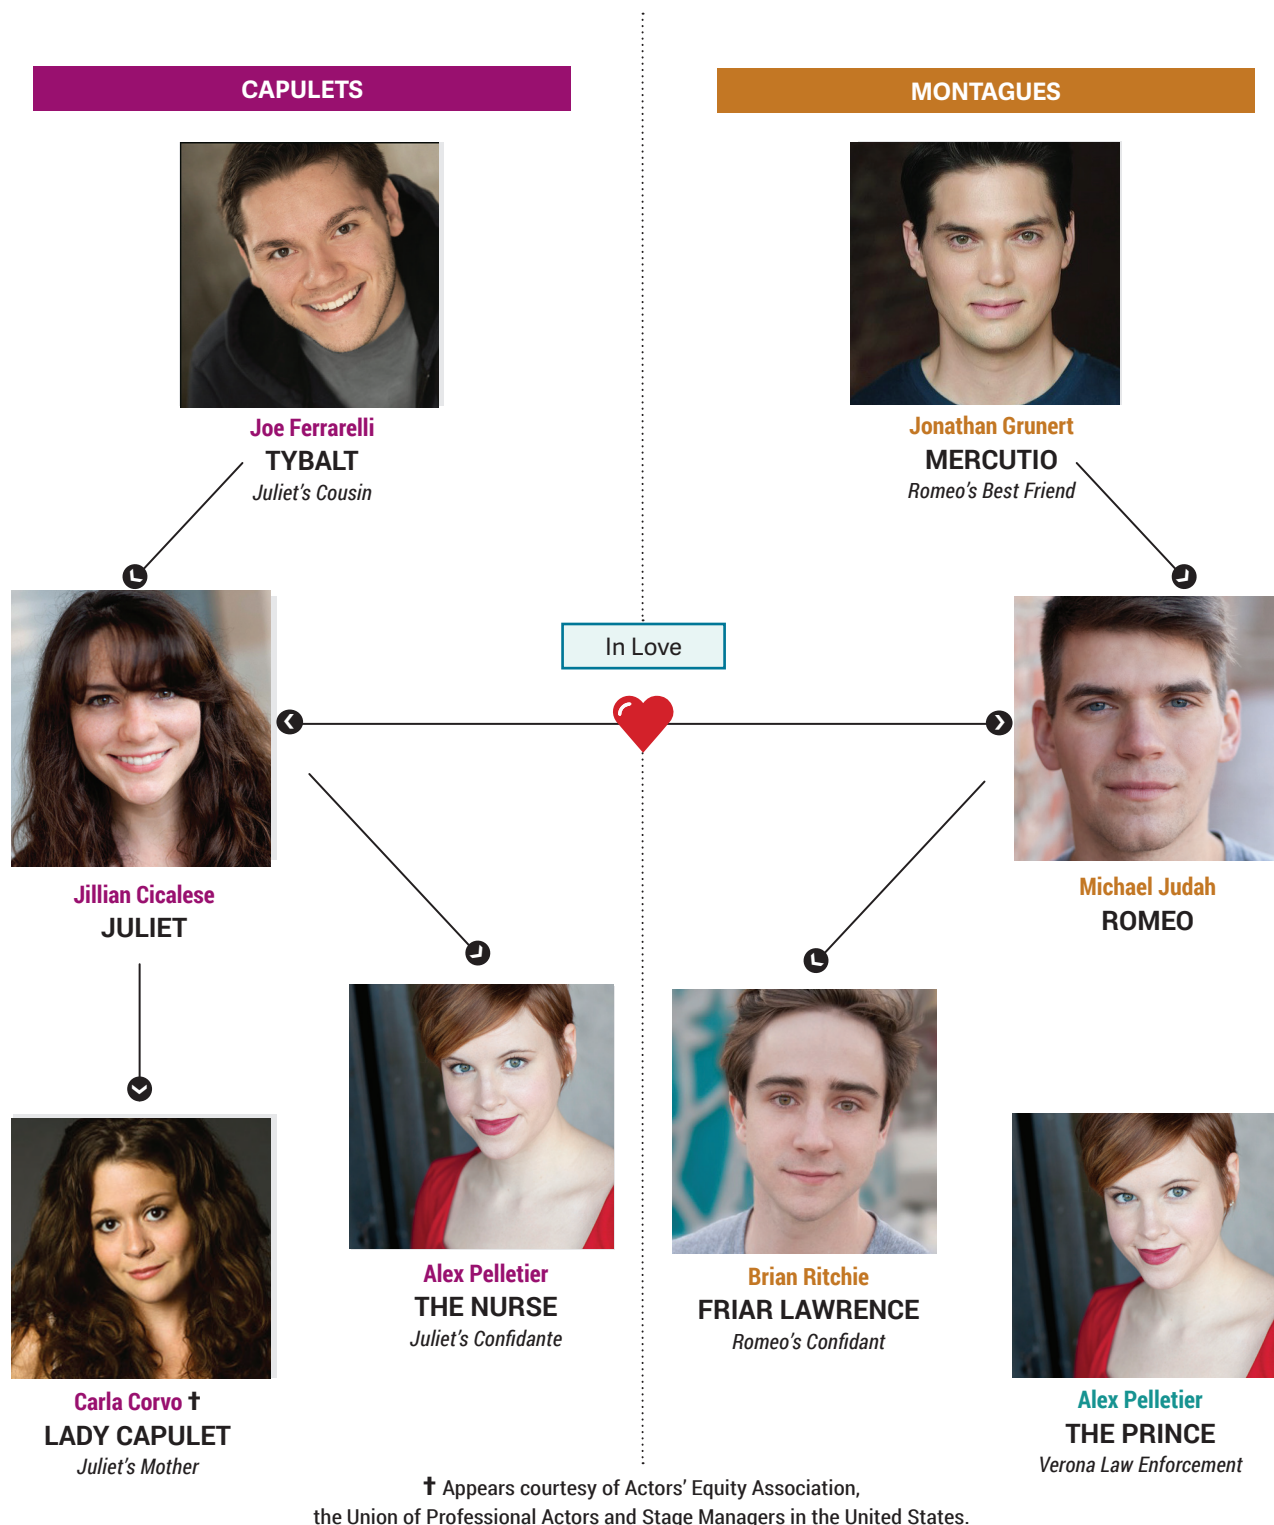 CAPULETS
MONTAGUES
Joe Ferrarelli
TYBALT
Juliet's Cousin
Jonathan Grunert
MERCUTIO
Romeo's Best Friend
In Love
Jillian Cicalese
JULIET
Michael Judah
ROMEO
Alex Pelletier
THE NURSE
Juliet's Confidante
Brian Ritchie
FRIAR LAWRENCE
Romeo's Confidant
Carla Corvo †
LADY CAPULET
Juliet's Mother
Alex Pelletier
THE PRINCE
Verona Law Enforcement
† Appears courtesy of Actors' Equity Association,
the Union of Professional Actors and Stage Managers in the United States.